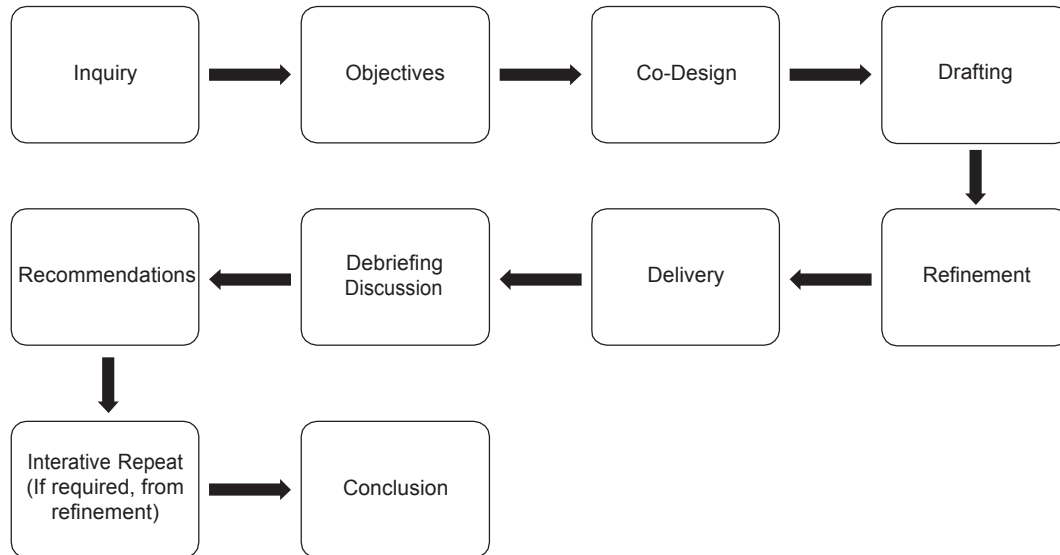 Inquiry
Objectives
Co-Design
Drafting
Refinement
Delivery
Debriefing
Discussion
Recommendations
Interative Repeat
(If required, from
refinement)
Conclusion